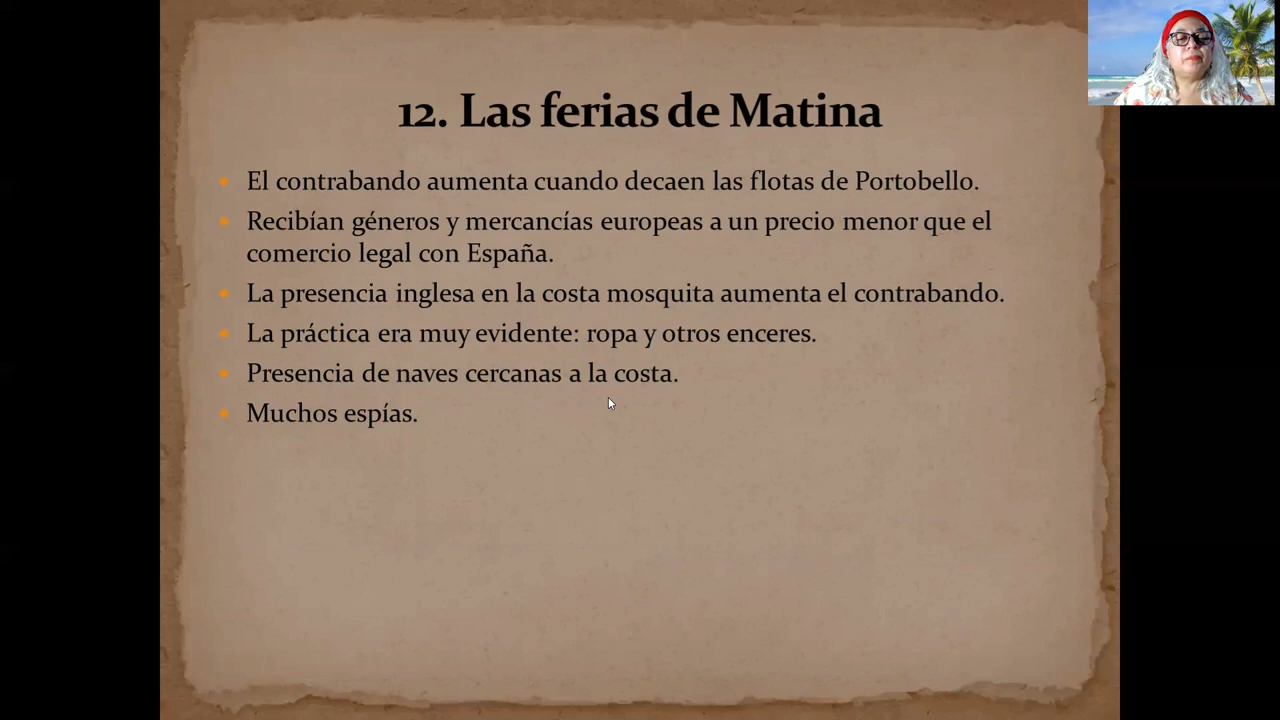 12. Las ferias de Matina
El contrabando aumenta cuando decaen las flotas de Portobello.
Recibían géneros y mercancías europeas a un precio menor que el
comercio legal con España.
La presencia inglesa en la costa mosquita aumenta el contrabando.
La práctica era muy evidente: ropa y otros enceres.
Presencia de naves cercanas a la costa.
Muchos espías.